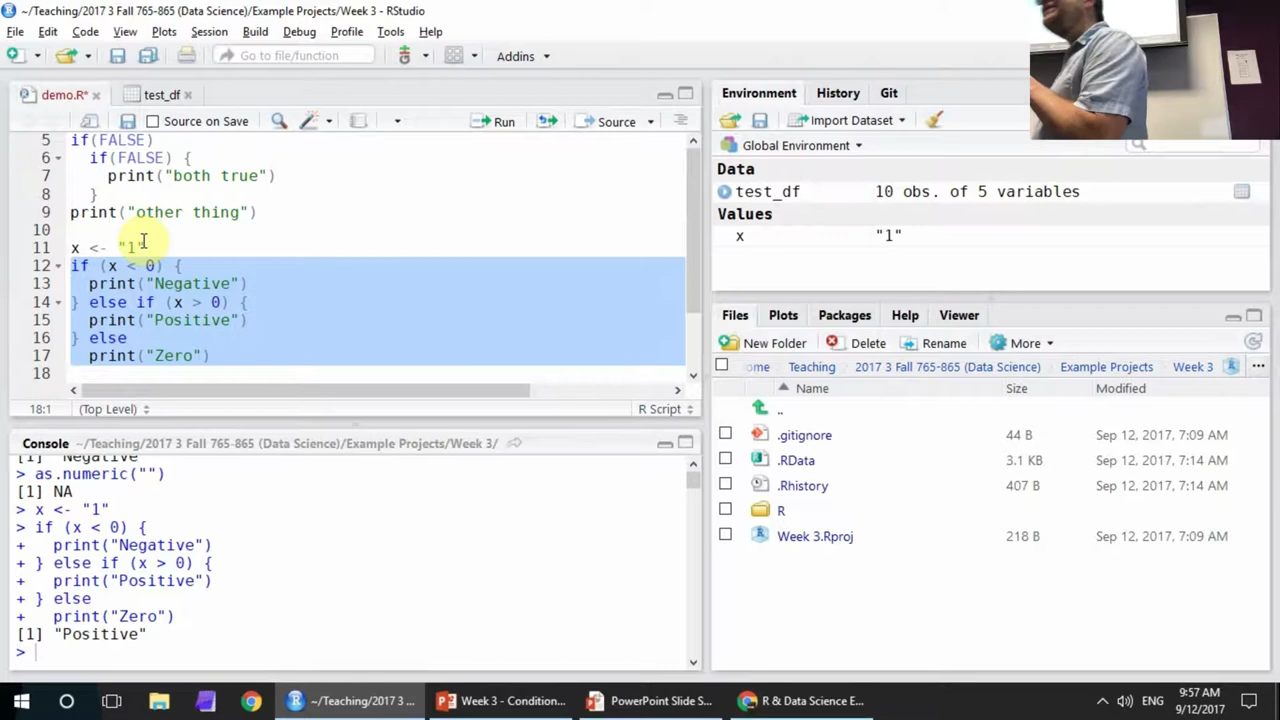 ~/Teaching/2017 3 Fall 765-865 (Data Science)/Example Projects/Week 3 - RStudio
File Edit Code View Plots Session Build Debug Profile Tools Help
Go to file/function Addins
demo.R* test_df
Source on Save Run Source
5 if(FALSE)
6 if(FALSE) {
7 print("both true")
8 }
9 print("other thing")
10
11 x <- "1"
12 if (x < 0) {
13 print("Negative")
14 } else if (x > 0) {
15 print("Positive")
16 } else
17 print("Zero")
18
18:1 (Top Level) R Script
Console ~/Teaching/2017 3 Fall 765-865 (Data Science)/Example Projects/Week 3/
[1] "Negative"
> as.numeric("")
[1] NA
> x <- "1"
> if (x < 0) {
+ print("Negative")
+ } else if (x > 0) {
+ print("Positive")
+ } else
+ print("Zero")
[1] "Positive"
>
Environment History Git
Import Dataset
Global Environment
Data
test_df 10 obs. of 5 variables
Values
x "1"
Files Plots Packages Help Viewer
New Folder Delete Rename More
ome Teaching 2017 3 Fall 765-865 (Data Science) Example Projects Week 3 ...
Name Size Modified
..
.gitignore 44 B Sep 12, 2017, 7:09 AM
.RData 3.1 KB Sep 12, 2017, 7:14 AM
.Rhistory 407 B Sep 12, 2017, 7:14 AM
R
Week 3.Rproj 218 B Sep 12, 2017, 7:09 AM
~/Teaching/2017 3 ... Week 3 - Condition... PowerPoint Slide S... R & Data Science E... ENG 9:57 AM
9/12/2017